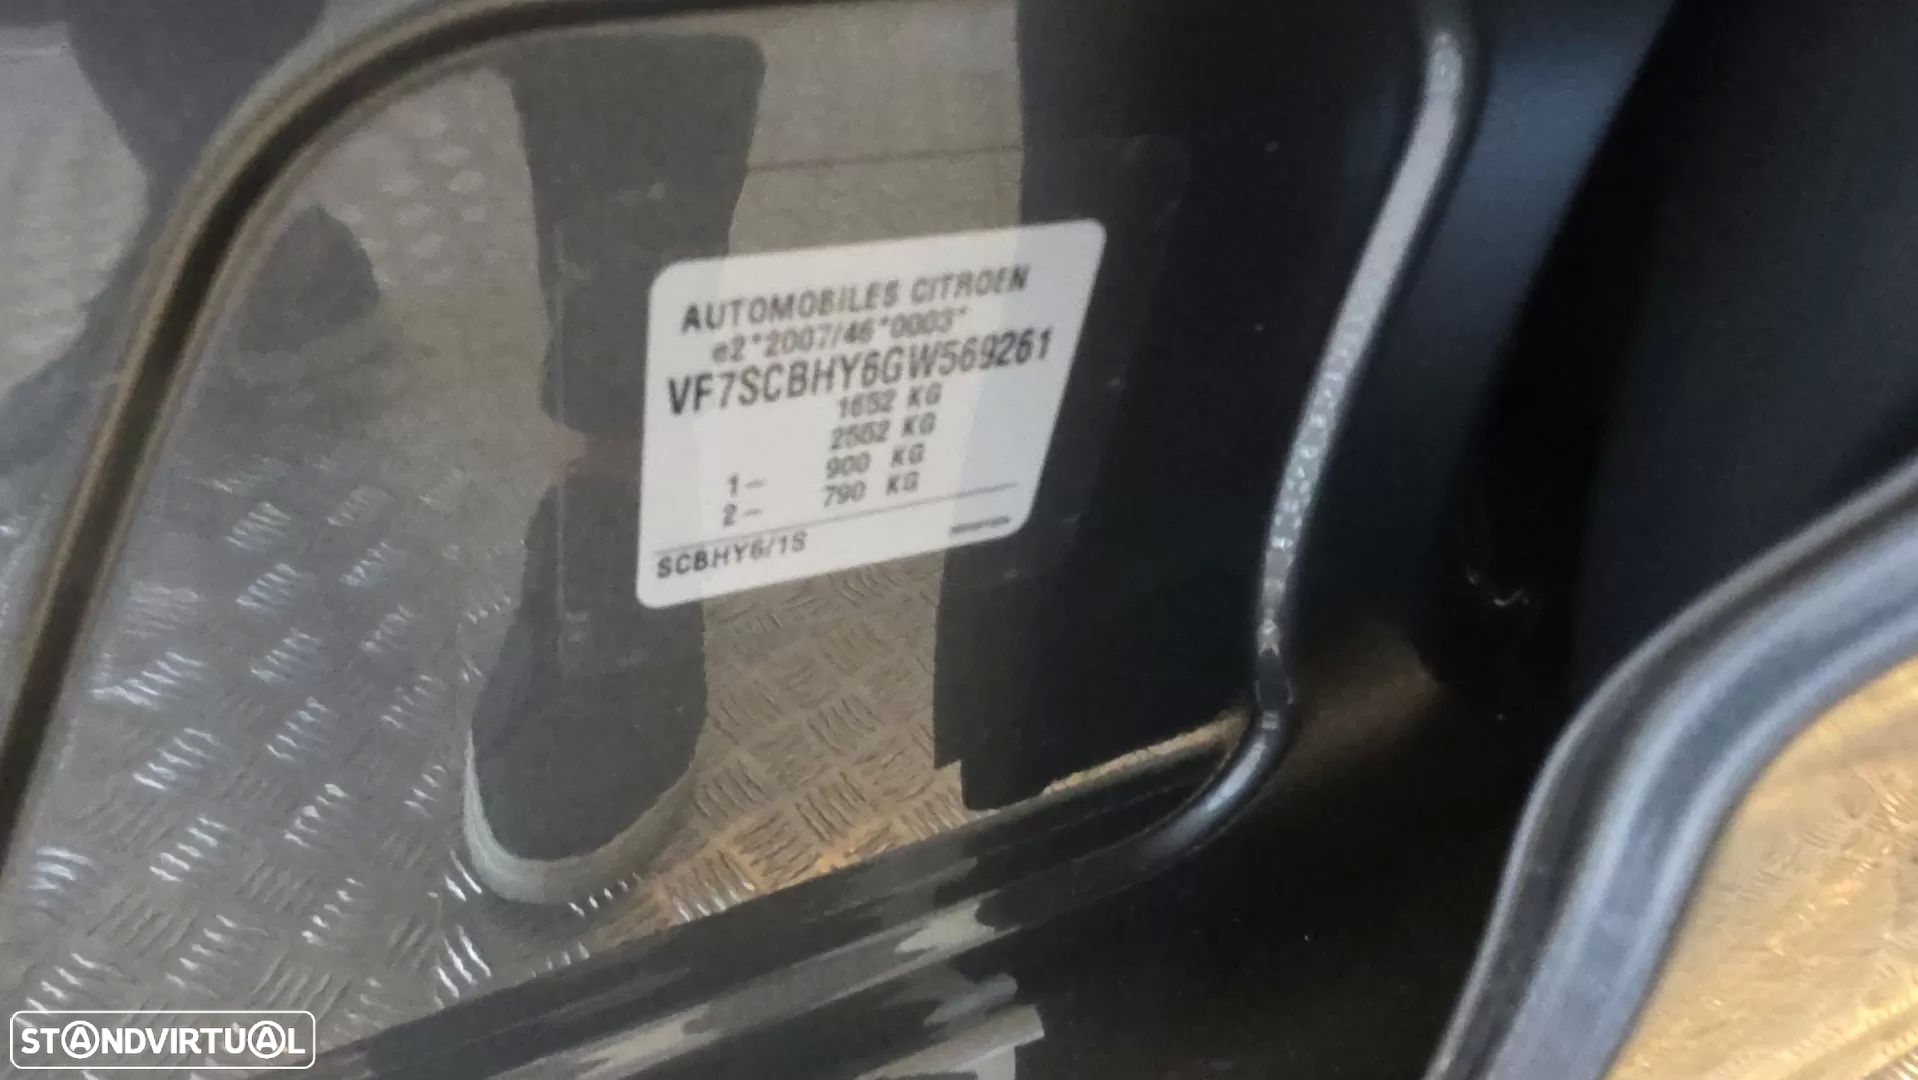 AUTOMOBILES CITROEN
e2*2007/46*0003*
VF7SCBHY6GW569261
1652 KG
2552 KG
1- 900 KG
2- 790 KG
SCBHY6/1S
STANDVIRTUAL